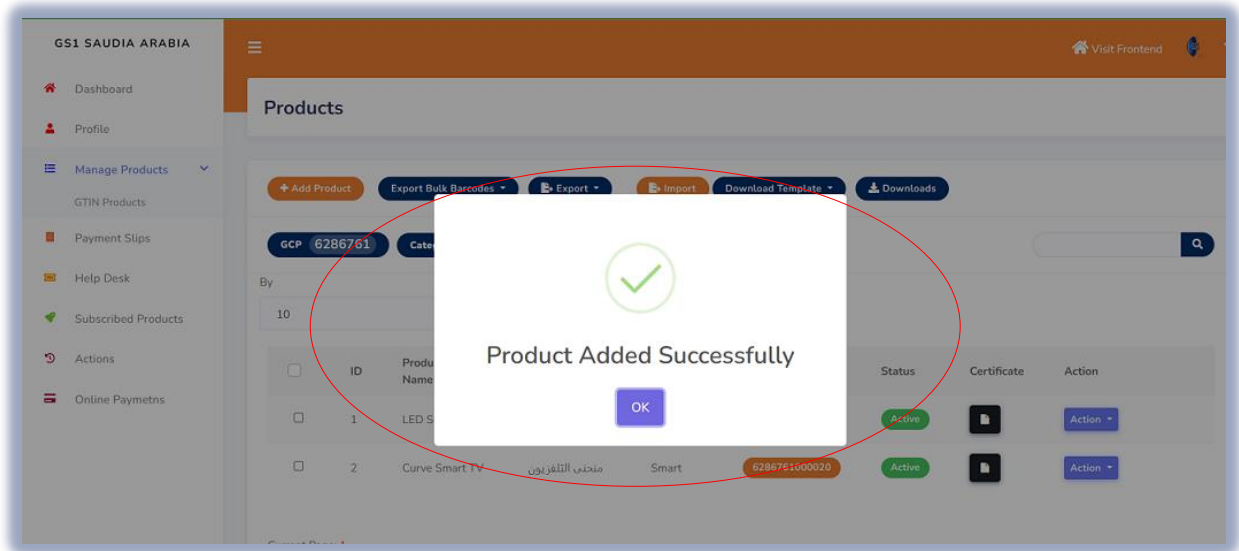 GS1 SAUDIA ARABIA
Visit Frontend
Dashboard
Profile
Manage Products
GTIN Products
Payment Slips
Help Desk
Subscribed Products
Actions
Online Paymetns
Products
+ Add Product
Export Bulk Barcodes
Export
Import
Download Template
Downloads
GCP 6286761
By
10
Product Added Successfully
OK
ID
Name
Status
Certificate
Action
1
LED
Active
Action
2 Curve Smart TV منحنى التلفزيون Smart 6286761000020 Active Action